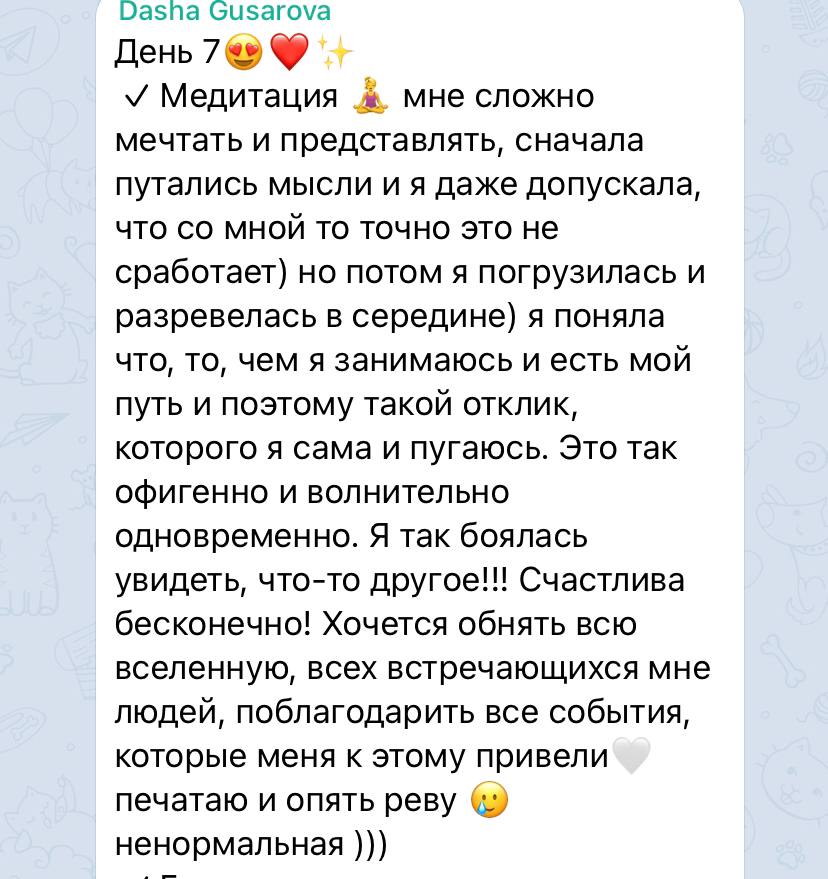 Dasha Gusarova
День 7😍❤️✨
✓ Медитация 🧘‍♀️ мне сложно
мечтать и представлять, сначала
путались мысли и я даже допускала,
что со мной то точно это не
сработает) но потом я погрузилась и
разревелась в середине) я поняла
что, то, чем я занимаюсь и есть мой
путь и поэтому такой отклик,
которого я сама и пугаюсь. Это так
офигенно и волнительно
одновременно. Я так боялась
увидеть, что-то другое!!! Счастлива
бесконечно! Хочется обнять всю
вселенную, всех встречающихся мне
людей, поблагодарить все события,
которые меня к этому привели🤍
печатаю и опять реву 🥲
ненормальная )))